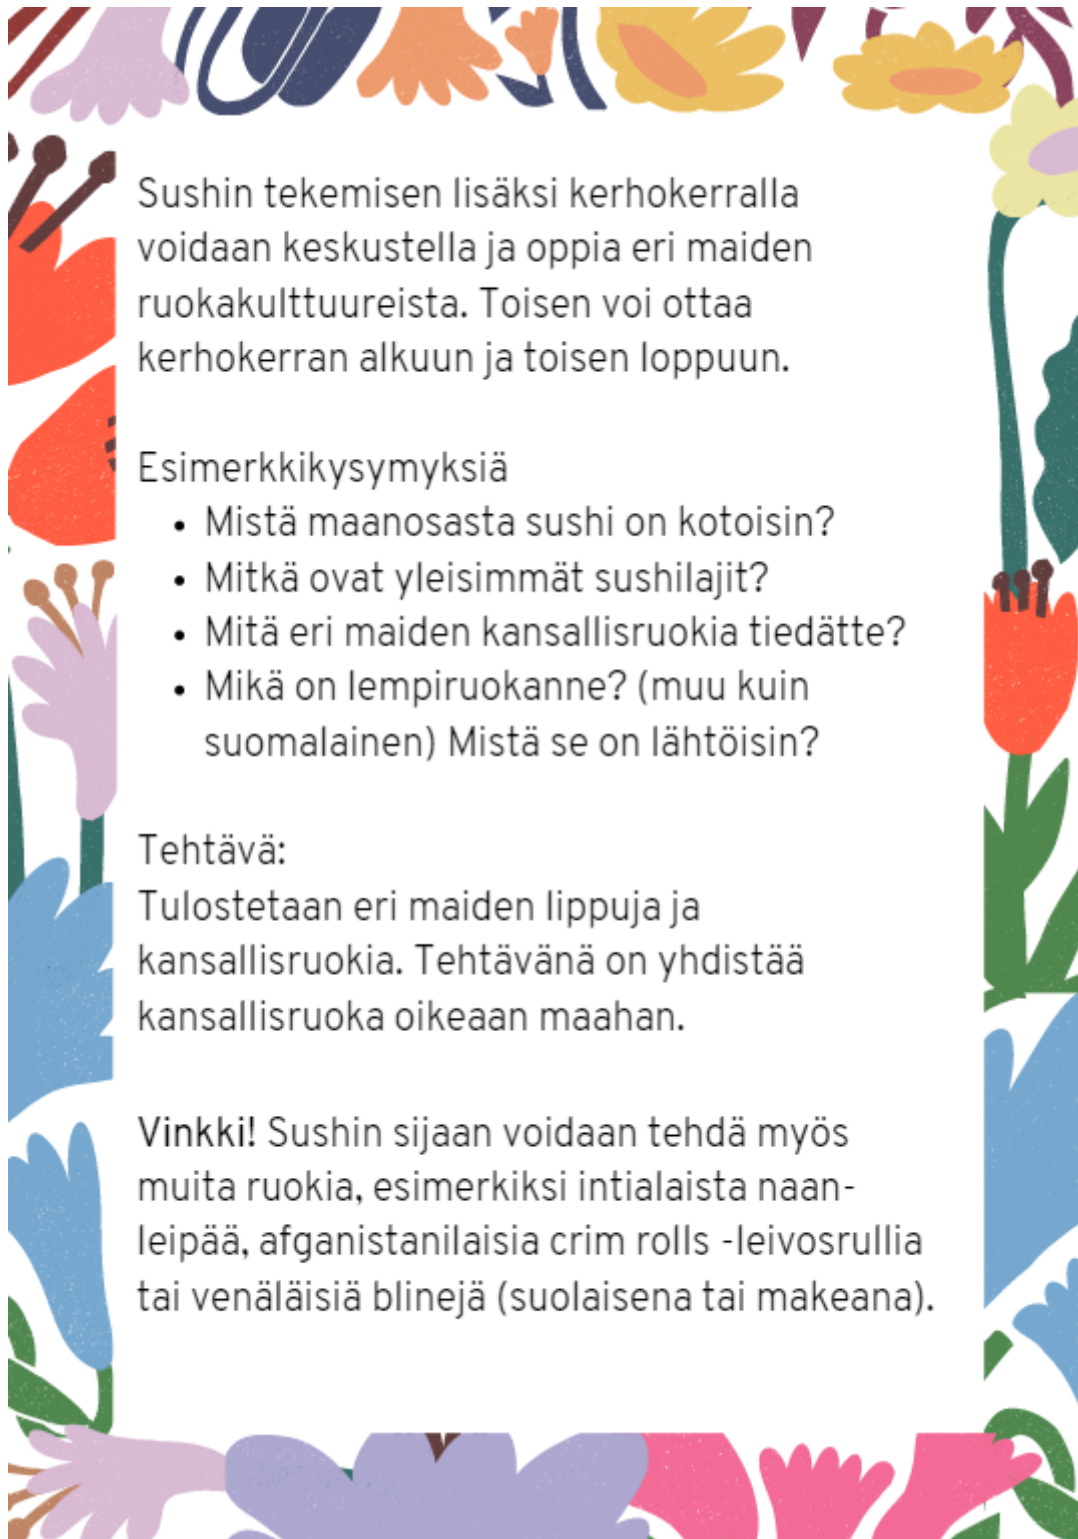 Sushin tekemisen lisäksi kerhokerralla
voidaan keskustella ja oppia eri maiden
ruokakulttuureista. Toisen voi ottaa
kerhokerran alkuun ja toisen loppuun.
Esimerkkikysymyksiä
• Mistä maanosasta sushi on kotoisin?
• Mitkä ovat yleisimmät sushilajit?
• Mitä eri maiden kansallisruokia tiedätte?
• Mikä on lempiruokanne? (muu kuin
suomalainen) Mistä se on lähtöisin?
Tehtävä:
Tulostetaan eri maiden lippuja ja
kansallisruokia. Tehtävänä on yhdistää
kansallisruoka oikeaan maahan.
Vinkki! Sushin sijaan voidaan tehdä myös
muita ruokia, esimerkiksi intialaista naan-
leipää, afganistanilaisia crim rolls -leivosrullia
tai venäläisiä blinejä (suolaisena tai makeana).